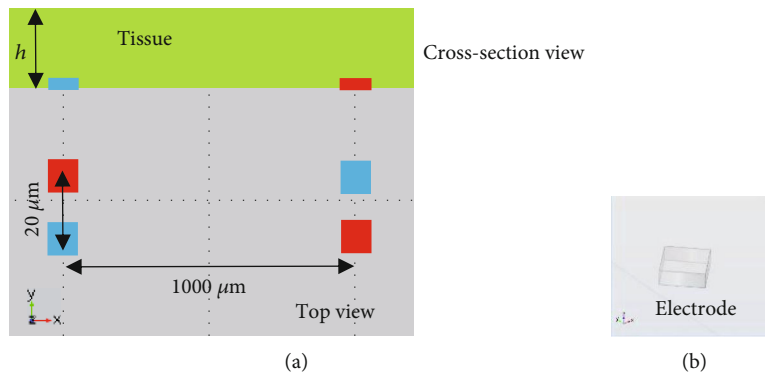 h
Tissue
Cross-section view
20 μm
1000 μm
Top view
y
z
x
(a)
Electrode
(b)